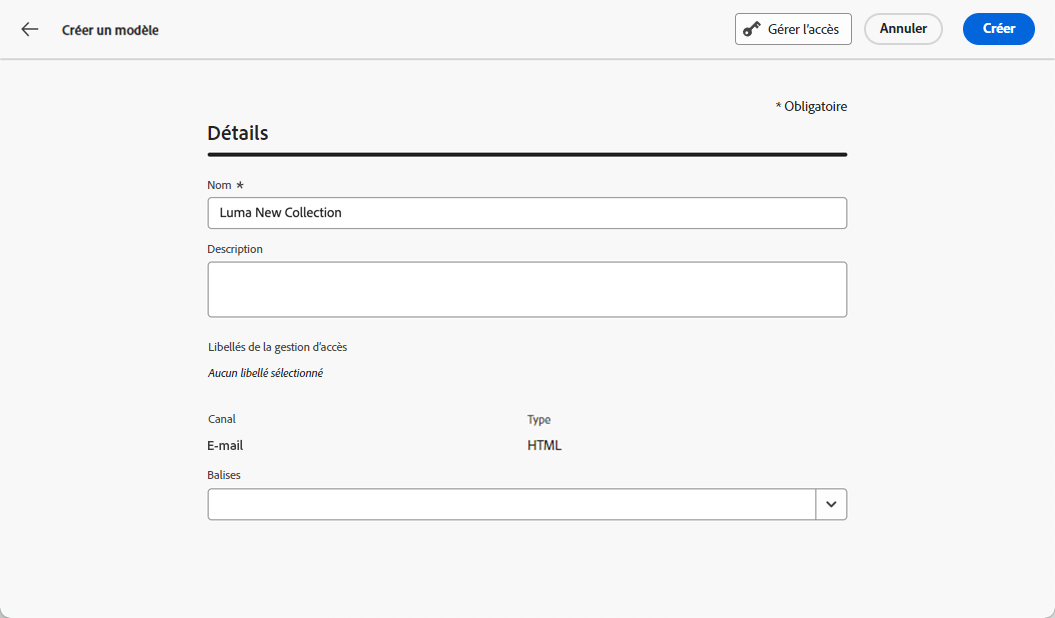 Créer un modèle
Gérer l'accès
Annuler
Créer
* Obligatoire
Détails
Nom *
Luma New Collection
Description
Libellés de la gestion d'accès
Aucun libellé sélectionné
Canal
Type
E-mail
HTML
Balises